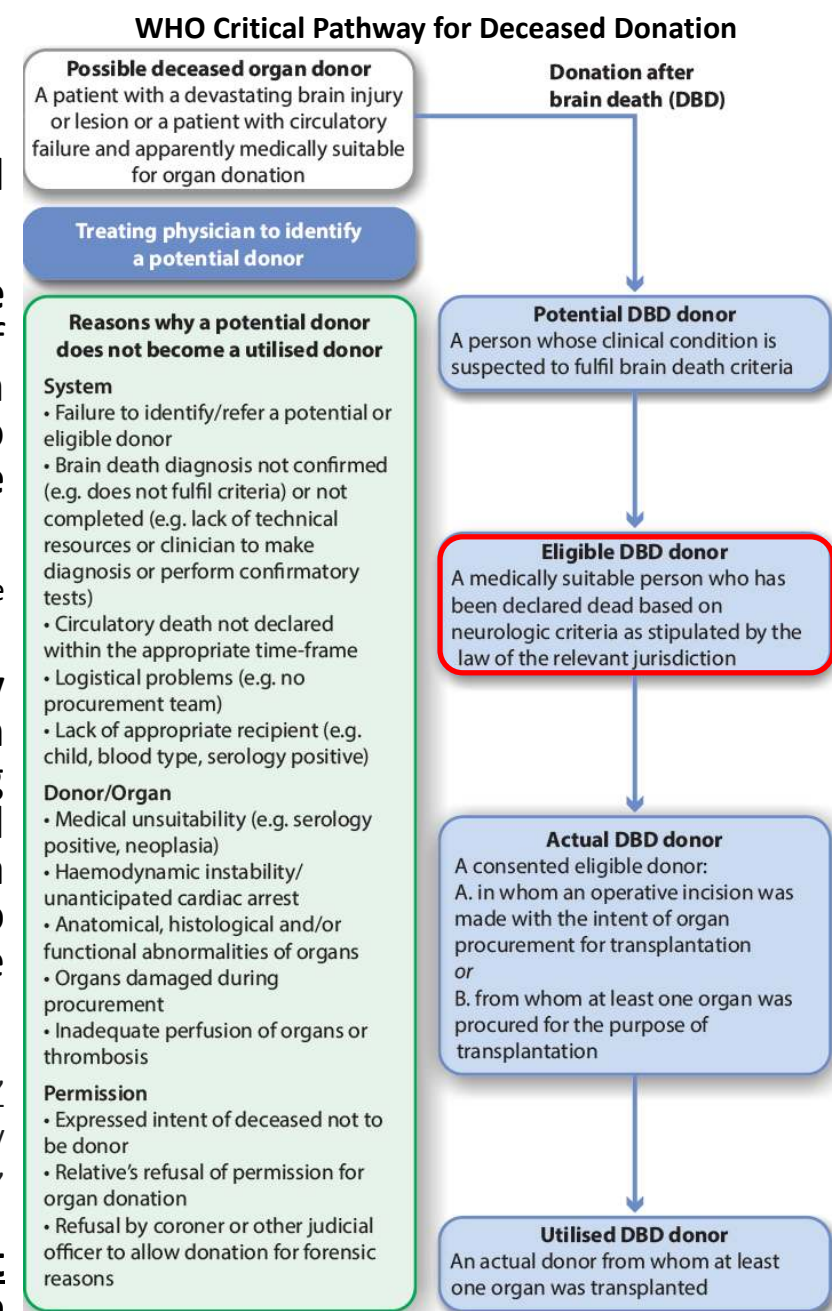 WHO Critical Pathway for Deceased Donation
Possible deceased organ donor
A patient with a devastating brain injury
or lesion or a patient with circulatory
failure and apparently medically suitable
for organ donation
Donation after
brain death (DBD)
Treating physician to identify
a potential donor
Reasons why a potential donor
does not become a utilised donor
System
• Failure to identify/refer a potential or
eligible donor
• Brain death diagnosis not confirmed
(e.g. does not fulfil criteria) or not
completed (e.g. lack of technical
resources or clinician to make
diagnosis or perform confirmatory
tests)
• Circulatory death not declared
within the appropriate time-frame
• Logistical problems (e.g. no
procurement team)
• Lack of appropriate recipient (e.g.
child, blood type, serology positive)
Donor/Organ
• Medical unsuitability (e.g. serology
positive, neoplasia)
• Haemodynamic instability/
unanticipated cardiac arrest
• Anatomical, histological and/or
functional abnormalities of organs
• Organs damaged during
procurement
• Inadequate perfusion of organs or
thrombosis
Permission
• Expressed intent of deceased not to
be donor
• Relative's refusal of permission for
organ donation
• Refusal by coroner or other judicial
officer to allow donation for forensic
reasons
Potential DBD donor
A person whose clinical condition is
suspected to fulfil brain death criteria
Eligible DBD donor
A medically suitable person who has
been declared dead based on
neurologic criteria as stipulated by the
law of the relevant jurisdiction
Actual DBD donor
A consented eligible donor:
A. in whom an operative incision was
made with the intent of organ
procurement for transplantation
or
B. from whom at least one organ was
procured for the purpose of
transplantation
Utilised DBD donor
An actual donor from whom at least
one organ was transplanted